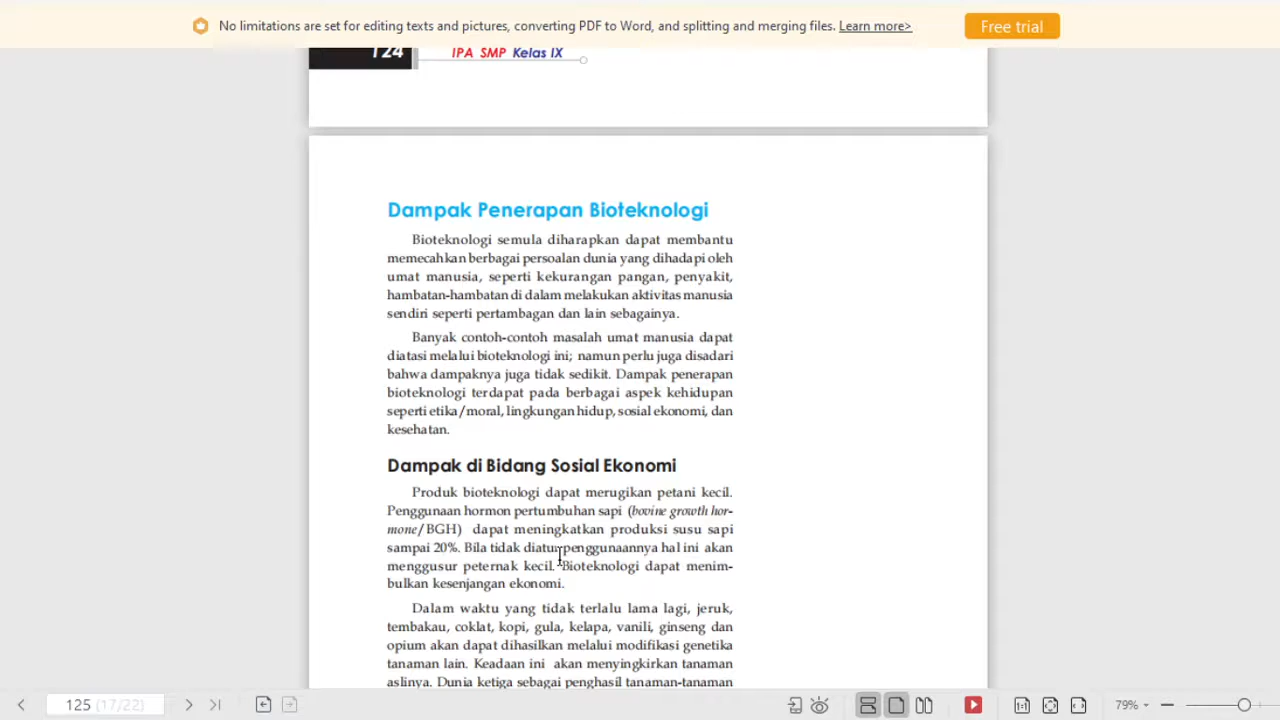 No limitations are set for editing texts and pictures, converting PDF to Word, and splitting and merging files. Learn more>
Free trial
124 IPA SMP Kelas IX
Dampak Penerapan Bioteknologi
Bioteknologi semula diharapkan dapat membantu
memecahkan berbagai persoalan dunia yang dihadapi oleh
umat manusia, seperti kekurangan pangan, penyakit,
hambatan-hambatan di dalam melakukan aktivitas manusia
sendiri seperti pertambagan dan lain sebagainya.
Banyak contoh-contoh masalah umat manusia dapat
diatasi melalui bioteknologi ini; namun perlu juga disadari
bahwa dampaknya juga tidak sedikit. Dampak penerapan
bioteknologi terdapat pada berbagai aspek kehidupan
seperti etika/moral, lingkungan hidup, sosial ekonomi, dan
kesehatan.
Dampak di Bidang Sosial Ekonomi
Produk bioteknologi dapat merugikan petani kecil.
Penggunaan hormon pertumbuhan sapi (bovine growth hor-
mone/BGH) dapat meningkatkan produksi susu sapi
sampai 20%. Bila tidak diatur penggunaannya hal ini akan
menggusur peternak kecil. Bioteknologi dapat menim-
bulkan kesenjangan ekonomi.
Dalam waktu yang tidak terlalu lama lagi, jeruk,
tembakau, coklat, kopi, gula, kelapa, vanili, ginseng dan
opium akan dapat dihasilkan melalui modifikasi genetika
tanaman lain. Keadaan ini akan menyingkirkan tanaman
aslinya. Dunia ketiga sebagai penghasil tanaman-tanaman
125 (17/22)
1:1
79%